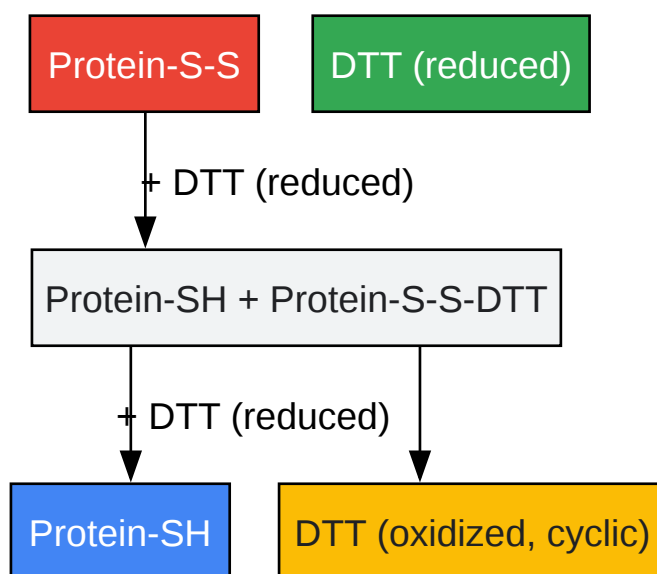 Protein-S-S
DTT (reduced)
+ DTT (reduced)
Protein-SH + Protein-S-S-DTT
+ DTT (reduced)
Protein-SH
DTT (oxidized, cyclic)